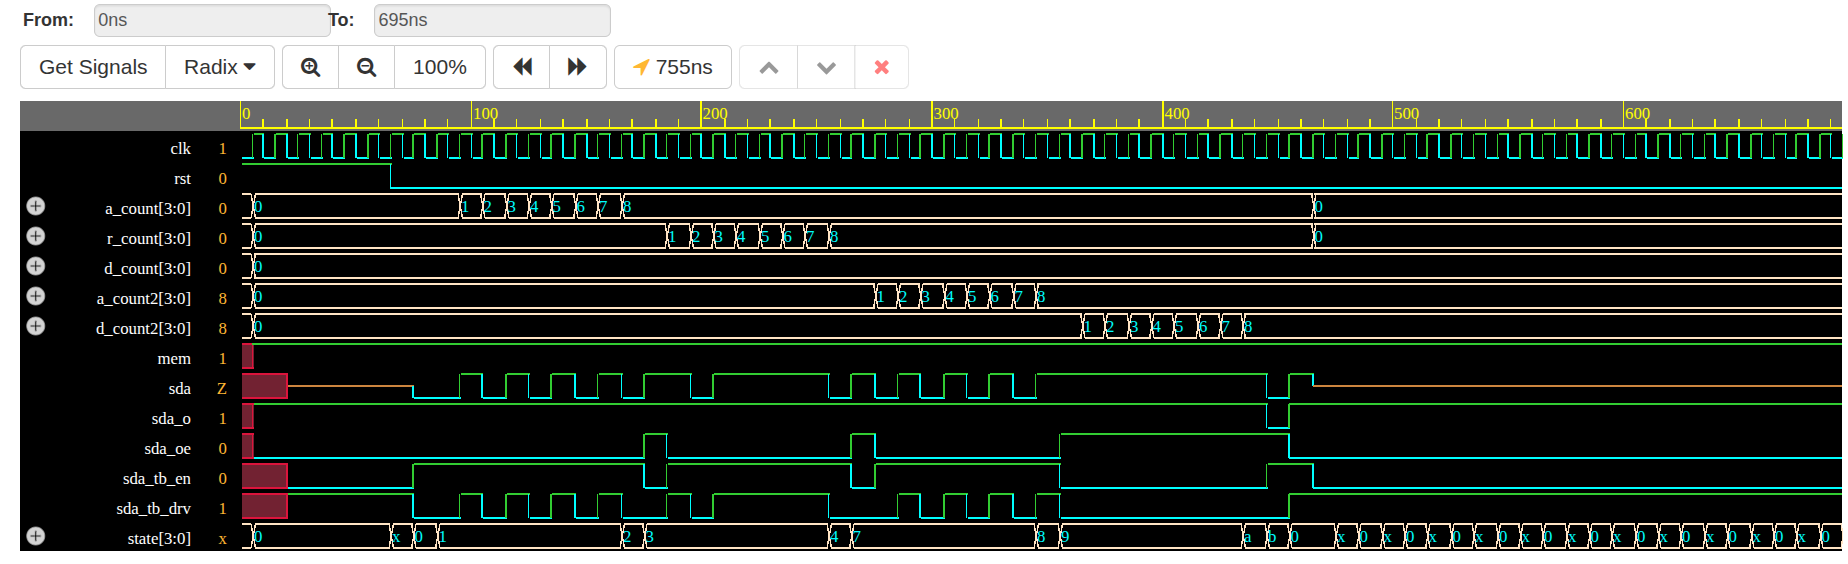 From: 0ns To: 695ns
Get Signals Radix 100% 755ns
0 100 200 300 400 500 600
clk 1
rst 0
a_count[3:0] 0 0 1 2 3 4 5 6 7 8 0
r_count[3:0] 0 0 1 2 3 4 5 6 7 8 0
d_count[3:0] 0 0
a_count2[3:0] 8 0 1 2 3 4 5 6 7 8
d_count2[3:0] 8 0 1 2 3 4 5 6 7 8
mem 1
sda Z
sda_o 1
sda_oe 0
sda_tb_en 0
sda_tb_drv 1
state[3:0] x 0 x 0 1 2 3 4 7 8 9 a b 0 x 0 x 0 x 0 x 0 x 0 x 0 x 0 x 0 x 0 x 0 x 0